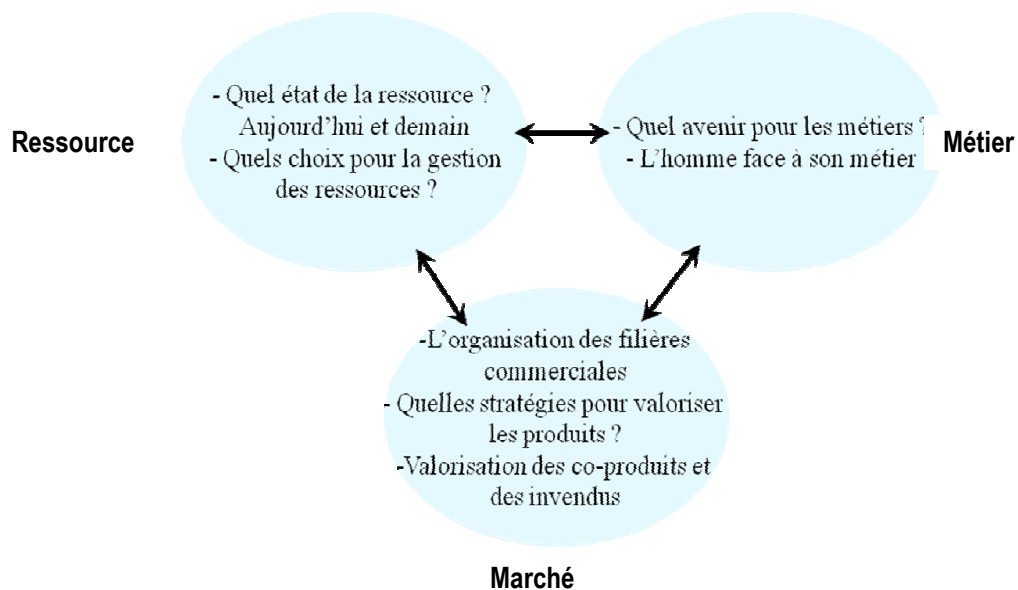 Ressource
- Quel état de la ressource ?
Aujourd'hui et demain
- Quels choix pour la gestion
des ressources ?
- Quel avenir pour les métiers ?
- L'homme face à son métier
Métier
-L'organisation des filières
commerciales
- Quelles stratégies pour valoriser
les produits ?
-Valorisation des co-produits et
des invendus
Marché